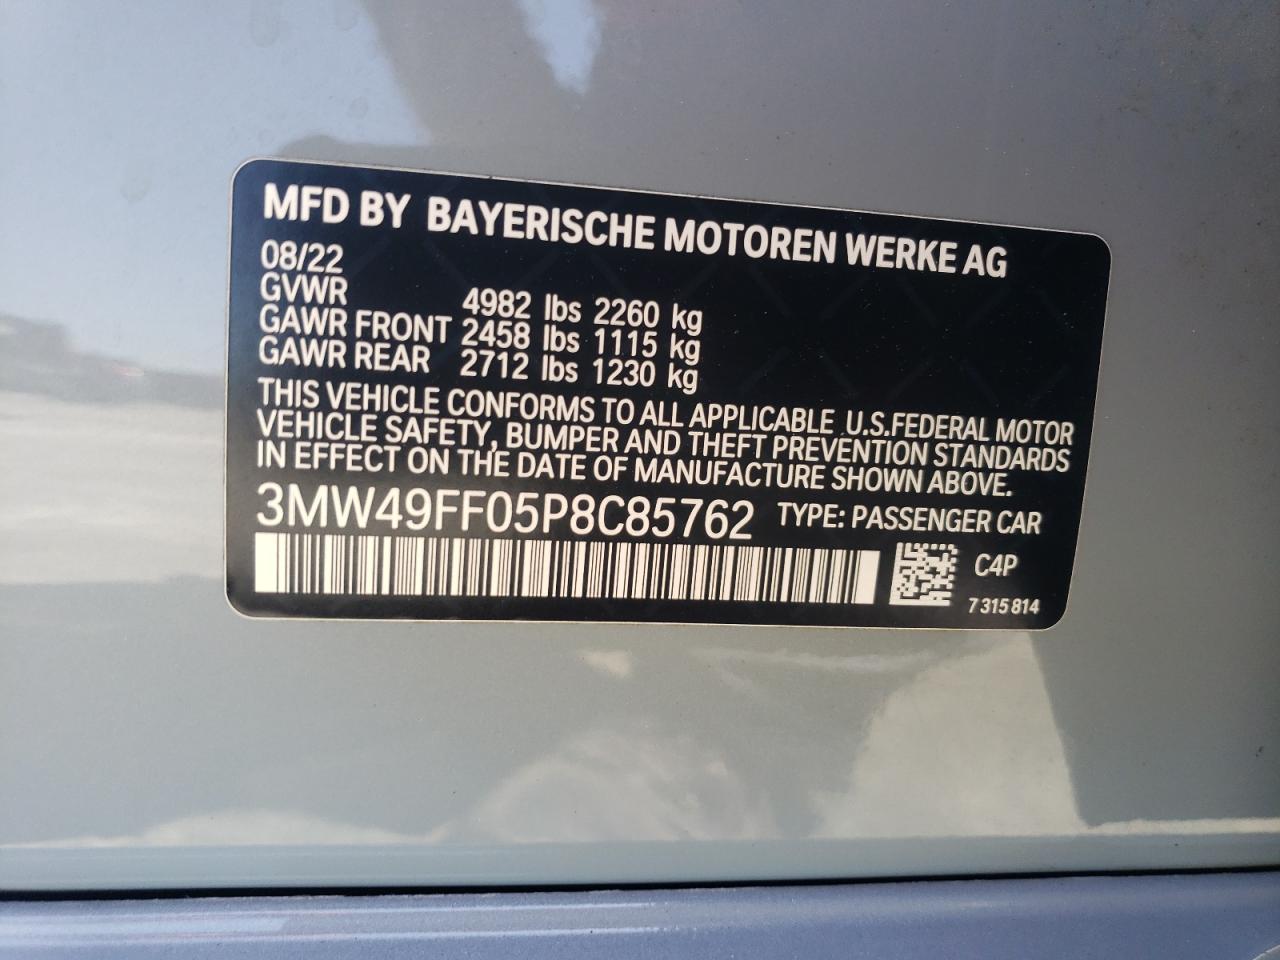 MFD BY BAYERISCHE MOTOREN WERKE AG
08/22
GVWR 4982 lbs 2260 kg
GAWR FRONT 2458 lbs 1115 kg
GAWR REAR 2712 lbs 1230 kg
THIS VEHICLE CONFORMS TO ALL APPLICABLE U.S.FEDERAL MOTOR
VEHICLE SAFETY, BUMPER AND THEFT PREVENTION STANDARDS
IN EFFECT ON THE DATE OF MANUFACTURE SHOWN ABOVE.
3MW49FF05P8C85762 TYPE: PASSENGER CAR
C4P
7 315 814